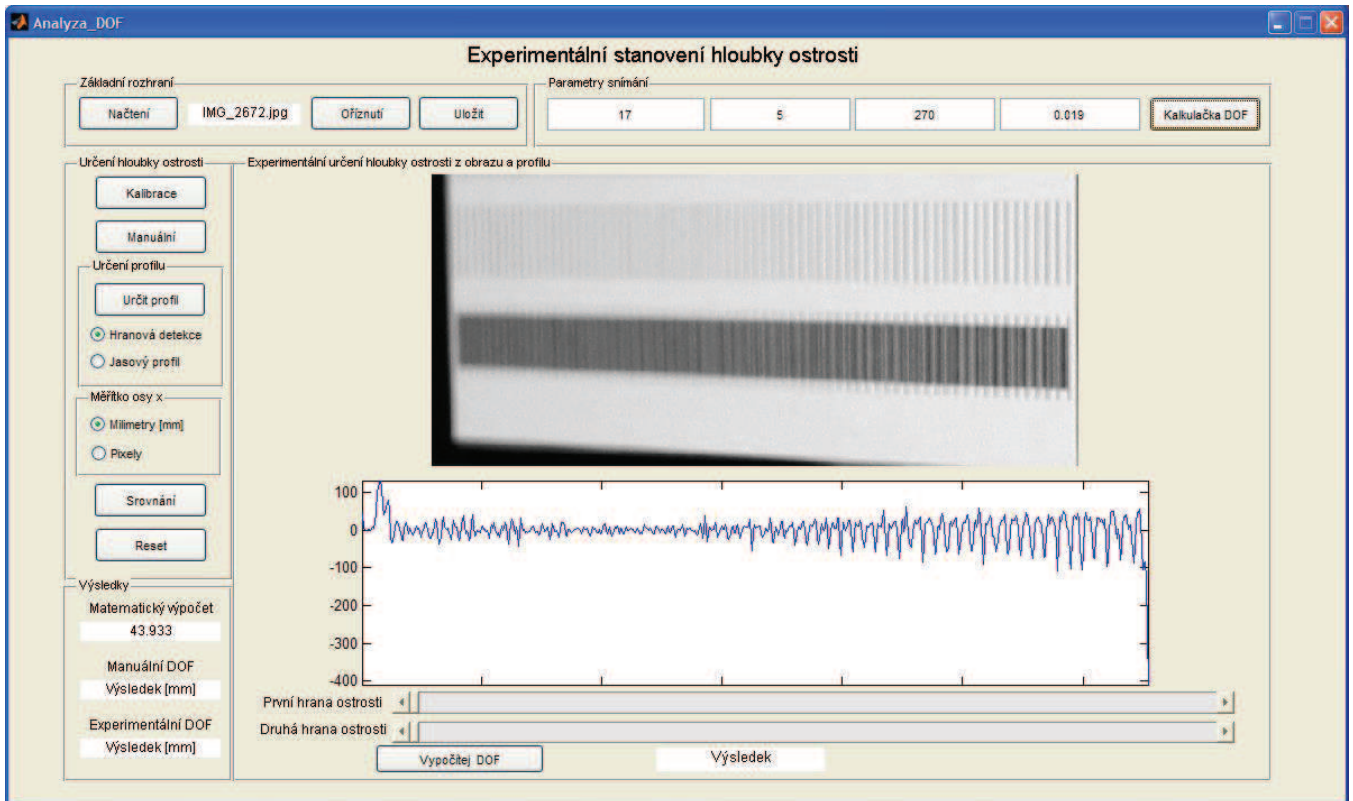 Analyza_DOF
Experimentální stanovení hloubky ostrosti
Základní rozhraní
Načtení
IMG_2672.jpg
Oříznutí
Uložit
Parametry snímání
17
5
270
0.019
Kalkulačka DOF
Určení hloubky ostrosti
Kalibrace
Manuální
Určení profilu
Určit profil
Hranová detekce
Jasový profil
Měřítko osy x
Milimetry [mm]
Pixely
Srovnání
Reset
Výsledky
Matematický výpočet
43.933
Manuální DOF
Výsledek [mm]
Experimentální DOF
Výsledek [mm]
Experimentální určení hloubky ostrosti z obrazu a profilu
100
0
-100
-200
-300
-400
První hrana ostrosti
Druhá hrana ostrosti
Vypočítej DOF
Výsledek